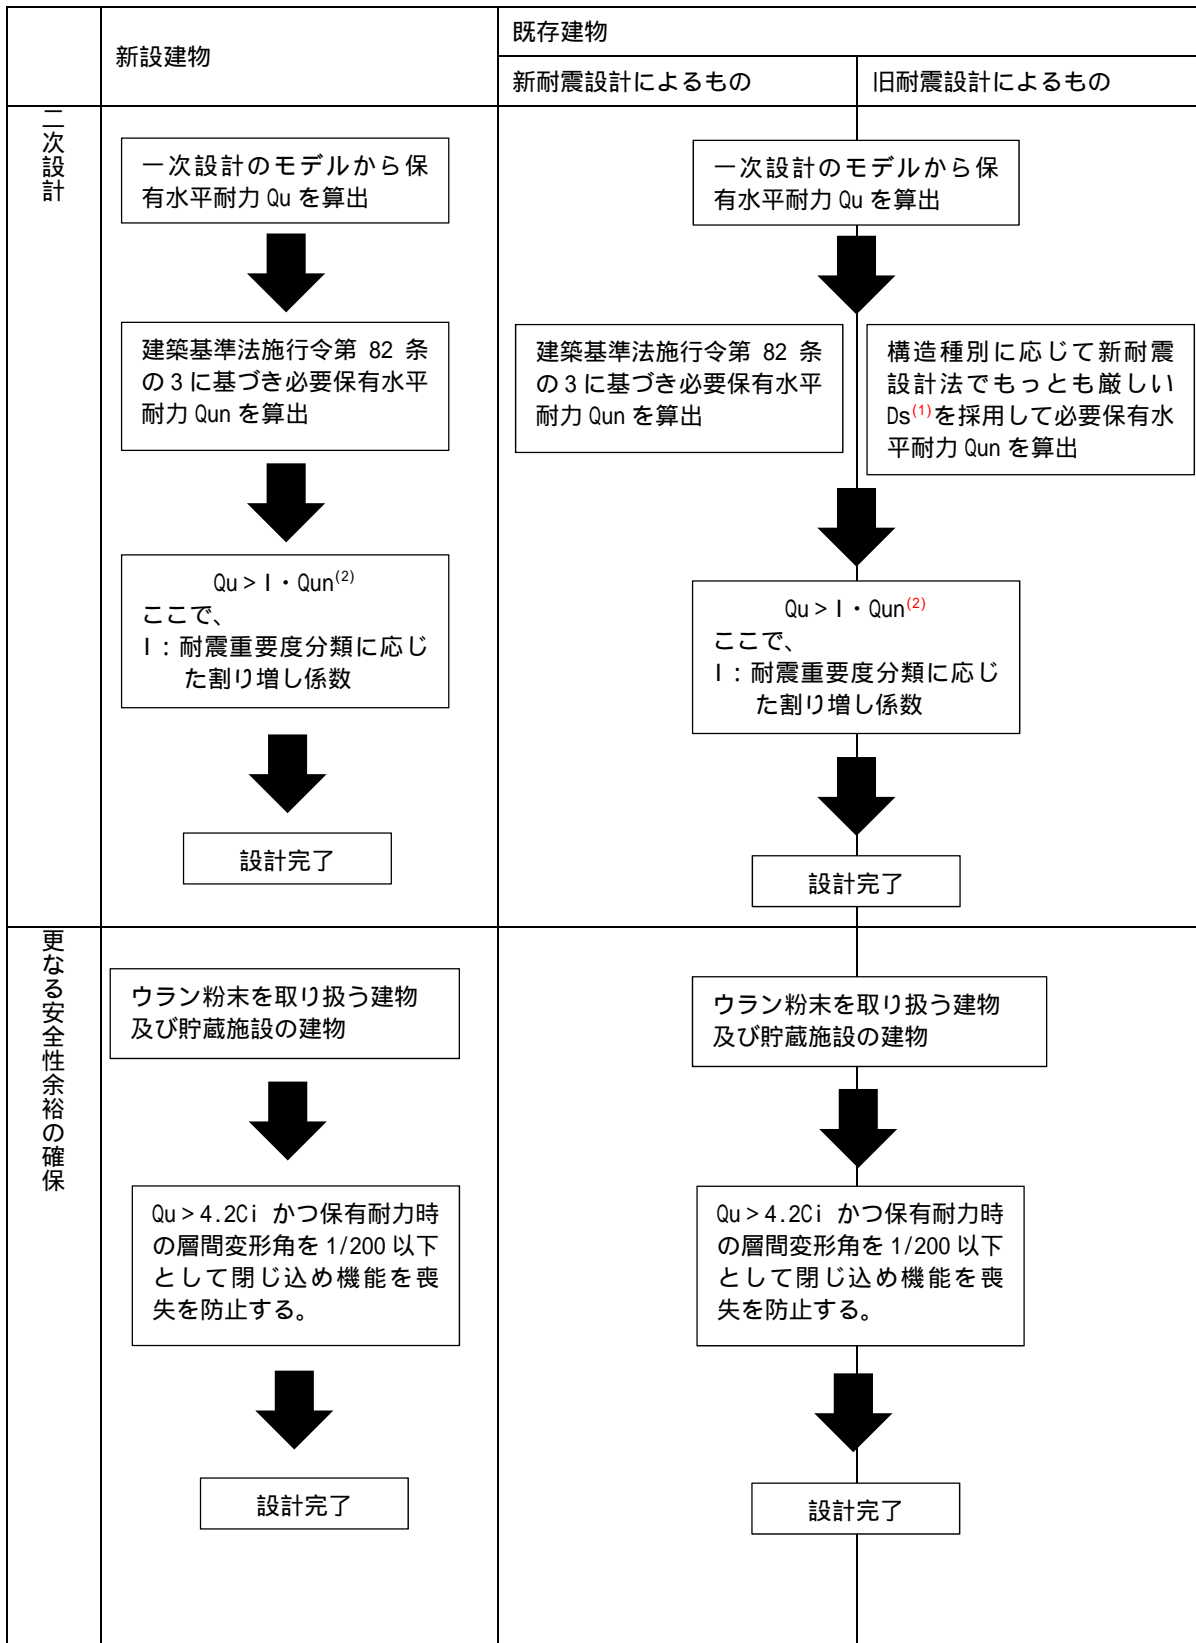 新設建物
既存建物
新耐震設計によるもの
旧耐震設計によるもの
二次設計
一次設計のモデルから保
有水平耐力 Qu を算出
建築基準法施行令第 82 条
の 3 に基づき必要保有水平
耐力 Qun を算出
Qu > I・Qun(2)
ここで、
I：耐震重要度分類に応じ
た割り増し係数
設計完了
一次設計のモデルから保
有水平耐力 Qu を算出
建築基準法施行令第 82 条
の 3 に基づき必要保有水平
耐力 Qun を算出
構造種別に応じて新耐震
設計法でもっとも厳しい
Ds(1)を採用して必要保有水
平耐力 Qun を算出
Qu > I・Qun(2)
ここで、
I：耐震重要度分類に応じ
た割り増し係数
設計完了
更なる安全性余裕の確保
ウラン粉末を取り扱う建物
及び貯蔵施設の建物
Qu > 4.2Ci かつ保有耐力時
の層間変形角を 1/200 以下
として閉じ込め機能を喪
失を防止する。
設計完了
ウラン粉末を取り扱う建物
及び貯蔵施設の建物
Qu > 4.2Ci かつ保有耐力時
の層間変形角を 1/200 以下
として閉じ込め機能を喪
失を防止する。
設計完了